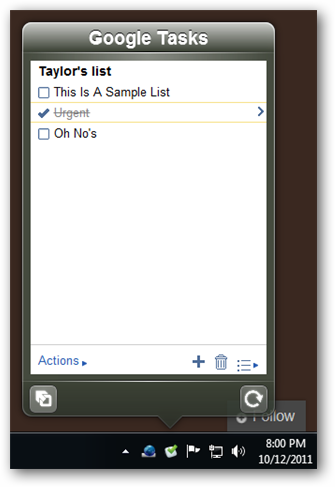 Google Tasks
Taylor's list
This Is A Sample List
Urgent
Oh No's
Actions
Follow
8:00 PM
10/12/2011